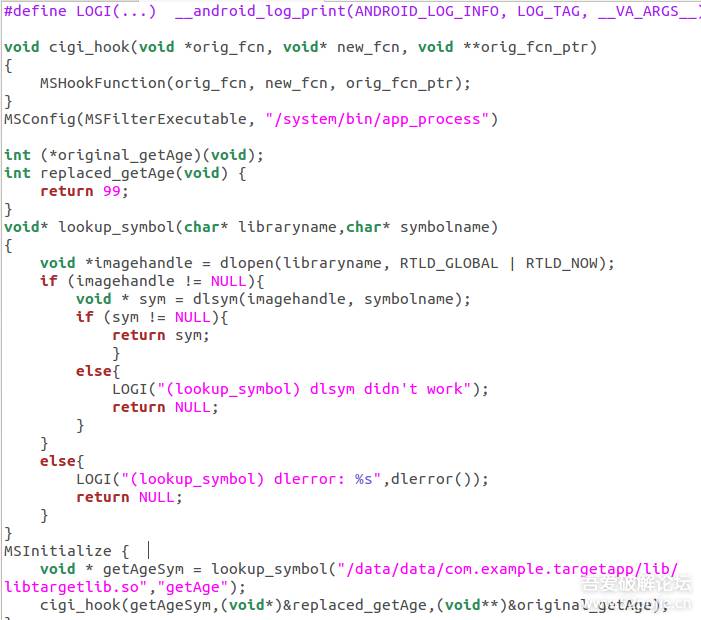 #define LOGI(...)  __android_log_print(ANDROID_LOG_INFO, LOG_TAG, __VA_ARGS__)
void cigi_hook(void *orig_fcn, void* new_fcn, void **orig_fcn_ptr)
{
    MSHookFunction(orig_fcn, new_fcn, orig_fcn_ptr);
}
MSConfig(MSFilterExecutable, "/system/bin/app_process")
int (*original_getAge)(void);
int replaced_getAge(void) {
    return 99;
}
void* lookup_symbol(char* libraryname,char* symbolname)
{
    void *imagehandle = dlopen(libraryname, RTLD_GLOBAL | RTLD_NOW);
    if (imagehandle != NULL){
        void * sym = dlsym(imagehandle, symbolname);
        if (sym != NULL){
            return sym;
            }
        else{
            LOGI("(lookup_symbol) dlsym didn't work");
            return NULL;
        }
    }
    else{
        LOGI("(lookup_symbol) dlerror: %s",dlerror());
        return NULL;
    }
}
MSInitialize {
    void * getAgeSym = lookup_symbol("/data/data/com.example.targetapp/lib/
libtargetlib.so","getAge");
    cigi_hook(getAgeSym,(void*)&replaced_getAge,(void**)&original_getAge);
吾爱破解论坛